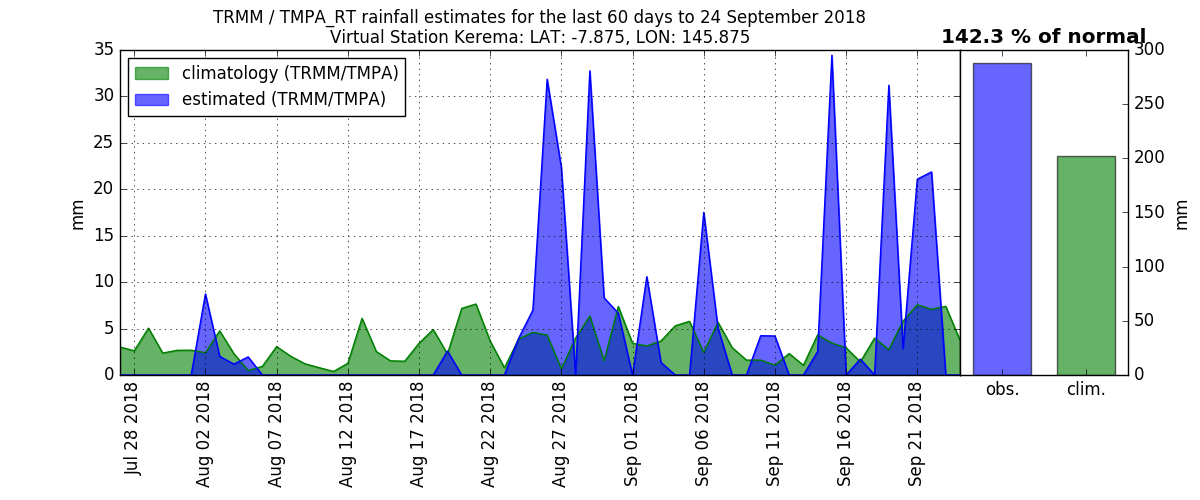 TRMM / TMPA_RT rainfall estimates for the last 60 days to 24 September 2018
Virtual Station Kerema: LAT: -7.875, LON: 145.875
142.3 % of normal
climatology (TRMM/TMPA)
estimated (TRMM/TMPA)
35
30
25
20
15
10
5
0
mm
Jul 28 2018
Aug 02 2018
Aug 07 2018
Aug 12 2018
Aug 17 2018
Aug 22 2018
Aug 27 2018
Sep 01 2018
Sep 06 2018
Sep 11 2018
Sep 16 2018
Sep 21 2018
obs.
clim.
300
250
200
150
100
50
0
mm